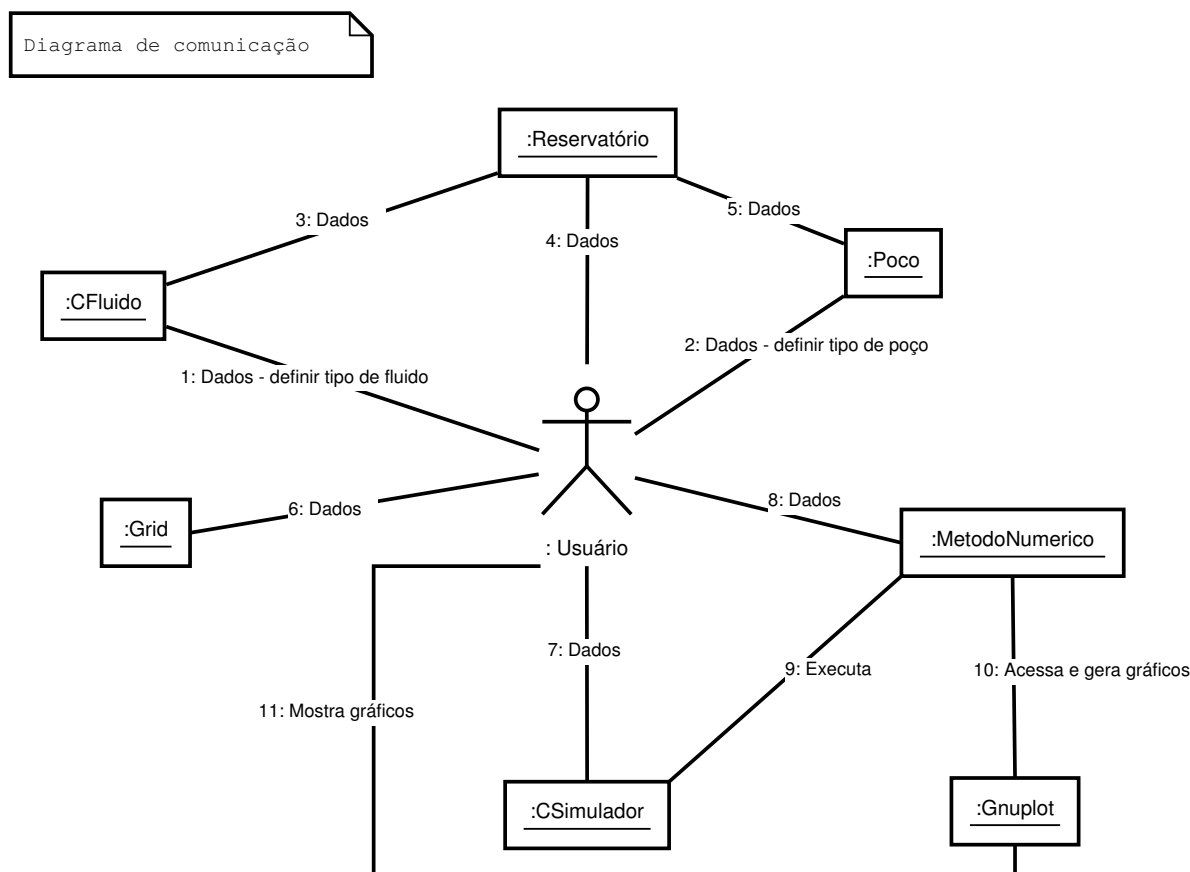 Diagrama de comunicação
:Reservatório
3: Dados
5: Dados
4: Dados
:Poco
:CFluido
2: Dados - definir tipo de poço
1: Dados - definir tipo de fluido
6: Dados
8: Dados
:Grid
:MetodoNumerico
: Usuário
7: Dados
9: Executa
10: Acessa e gera gráficos
11: Mostra gráficos
:CSimulador
:Gnuplot